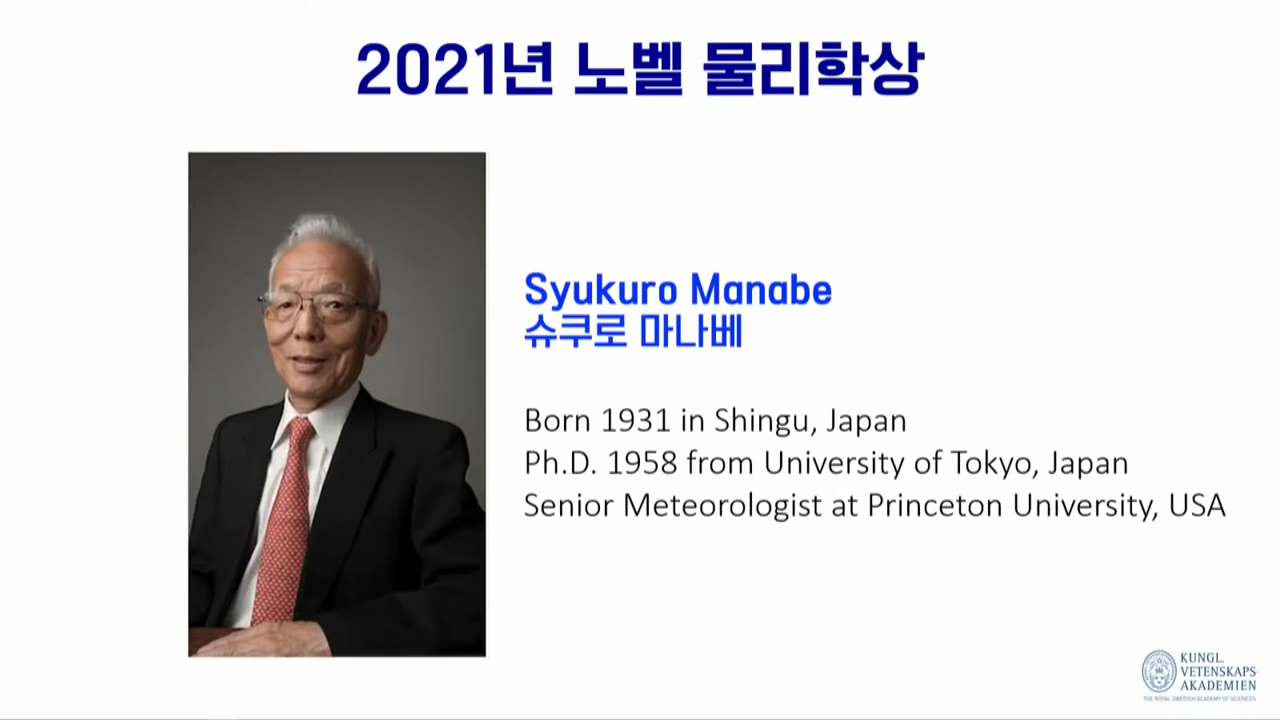 2021년 노벨 물리학상
Syukuro Manabe
슈쿠로 마나베
Born 1931 in Shingu, Japan
Ph.D. 1958 from University of Tokyo, Japan
Senior Meteorologist at Princeton University, USA
KUNGL.
VETENSKAPS-
AKADEMIEN
THE ROYAL SWEDISH ACADEMY OF SCIENCES